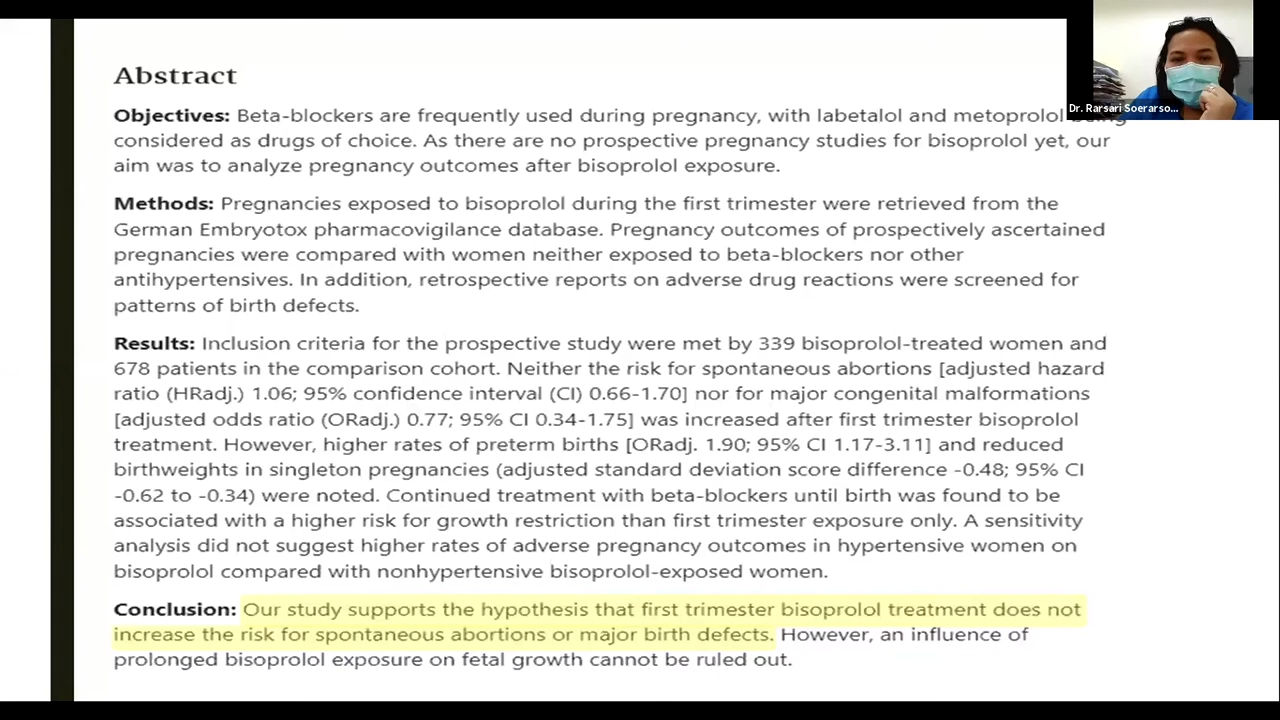 Abstract
Objectives: Beta-blockers are frequently used during pregnancy, with labetalol and metoprolol being
considered as drugs of choice. As there are no prospective pregnancy studies for bisoprolol yet, our
aim was to analyze pregnancy outcomes after bisoprolol exposure.
Methods: Pregnancies exposed to bisoprolol during the first trimester were retrieved from the
German Embryotox pharmacovigilance database. Pregnancy outcomes of prospectively ascertained
pregnancies were compared with women neither exposed to beta-blockers nor other
antihypertensives. In addition, retrospective reports on adverse drug reactions were screened for
patterns of birth defects.
Results: Inclusion criteria for the prospective study were met by 339 bisoprolol-treated women and
678 patients in the comparison cohort. Neither the risk for spontaneous abortions [adjusted hazard
ratio (HRadj.) 1.06; 95% confidence interval (CI) 0.66-1.70] nor for major congenital malformations
[adjusted odds ratio (ORadj.) 0.77; 95% CI 0.34-1.75] was increased after first trimester bisoprolol
treatment. However, higher rates of preterm births [ORadj. 1.90; 95% CI 1.17-3.11] and reduced
birthweights in singleton pregnancies (adjusted standard deviation score difference -0.48; 95% CI
-0.62 to -0.34) were noted. Continued treatment with beta-blockers until birth was found to be
associated with a higher risk for growth restriction than first trimester exposure only. A sensitivity
analysis did not suggest higher rates of adverse pregnancy outcomes in hypertensive women on
bisoprolol compared with nonhypertensive bisoprolol-exposed women.
Conclusion: Our study supports the hypothesis that first trimester bisoprolol treatment does not
increase the risk for spontaneous abortions or major birth defects. However, an influence of
prolonged bisoprolol exposure on fetal growth cannot be ruled out.
Dr. Rarsari Soerarso...